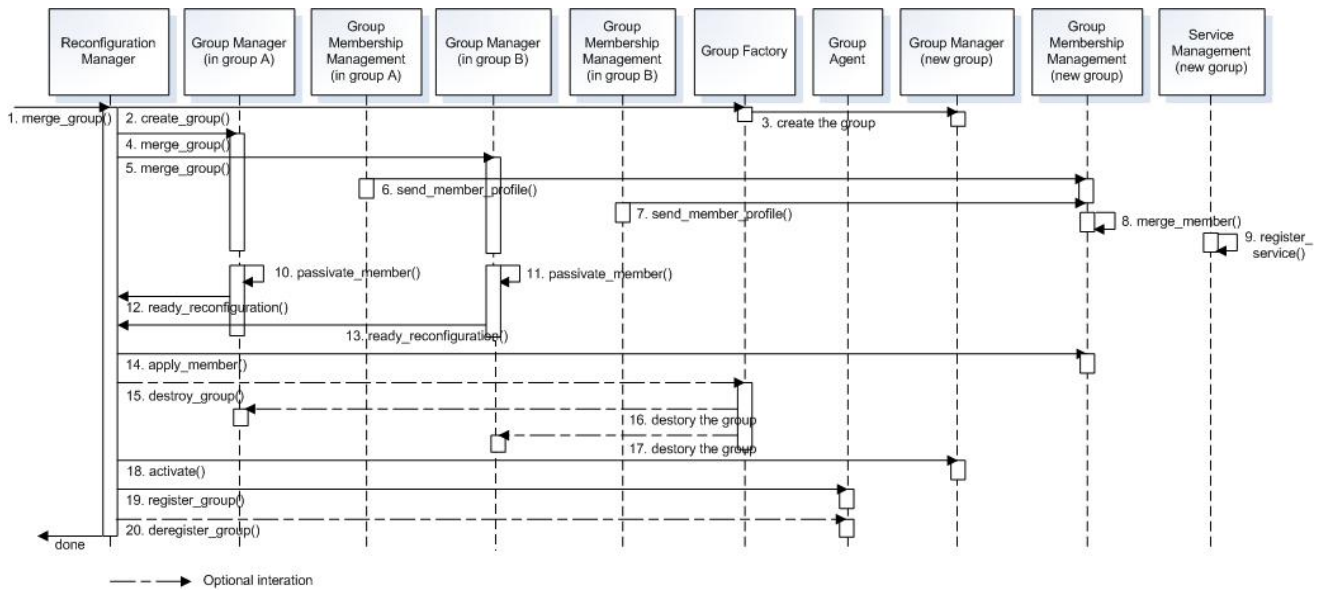 Reconfiguration
Manager
Group Manager
(in group A)
Group
Membership
Management
(in group A)
Group Manager
(in group B)
Group
Membership
Management
(in group B)
Group Factory
Group
Agent
Group Manager
(new group)
Group
Membership
Management
(new group)
Service
Management
(new gorup)
1. merge_group()
2. create_group()
3. create the group
4. merge_group()
5. merge_group()
6. send_member_profile()
7. send_member_profile()
8. merge_member()
9. register_
service()
10. passivate_member()
11. passivate_member()
12. ready_reconfiguration()
13. ready_reconfiguration()
14. apply_member()
15. destroy_group()
16. destory the group
17. destory the group
18. activate()
19. register_group()
20. deregister_group()
done
Optional interation